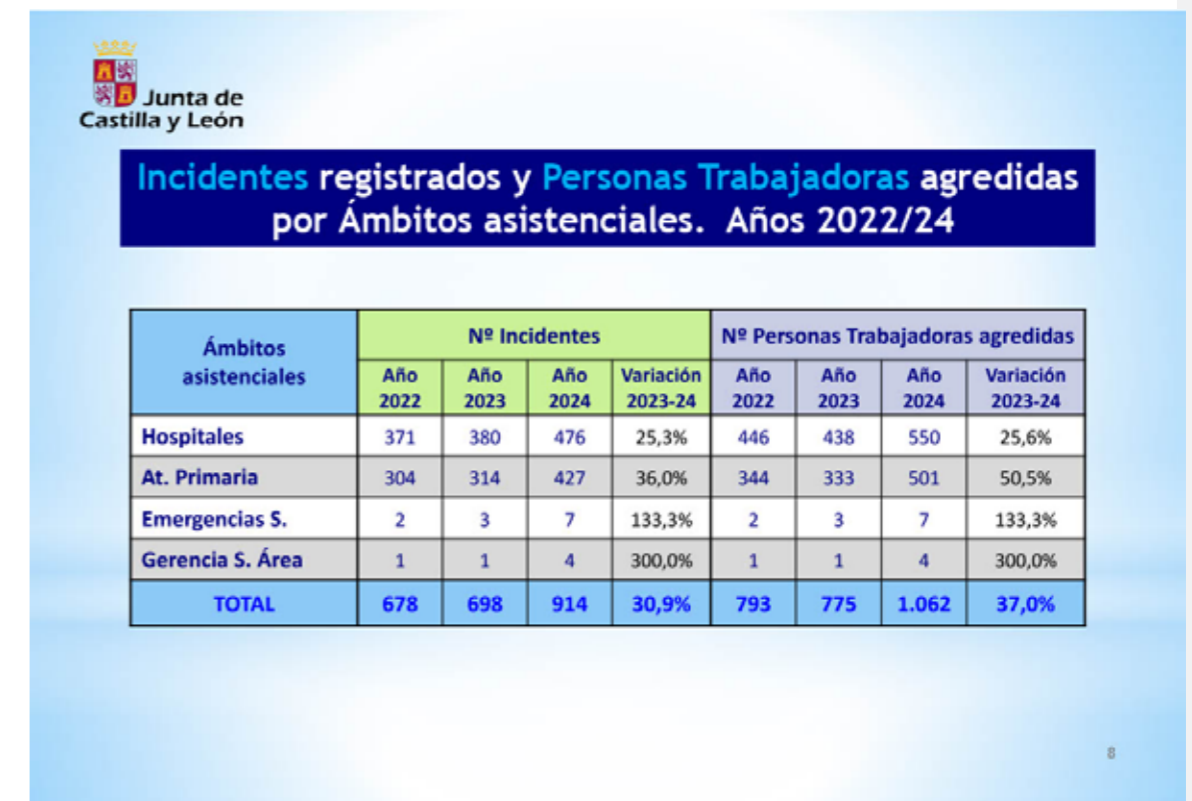 Junta de
Castilla y León
Incidentes registrados y Personas Trabajadoras agredidas
por Ámbitos asistenciales. Años 2022/24
Ámbitos asistenciales Nº Incidentes Nº Personas Trabajadoras agredidas
Año 2022 Año 2023 Año 2024 Variación 2023-24 Año 2022 Año 2023 Año 2024 Variación 2023-24
Hospitales 371 380 476 25,3% 446 438 550 25,6%
At. Primaria 304 314 427 36,0% 344 333 501 50,5%
Emergencias S. 2 3 7 133,3% 2 3 7 133,3%
Gerencia S. Área 1 1 4 300,0% 1 1 4 300,0%
TOTAL 678 698 914 30,9% 793 775 1.062 37,0%
8